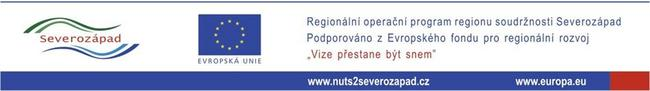 Severozápad
EVROPSKÁ UNIE
Regionální operační program regionu soudržnosti Severozápad
Podporováno z Evropského fondu pro regionální rozvoj
„Vize přestane být snem"
www.nuts2severozapad.cz www.europa.eu